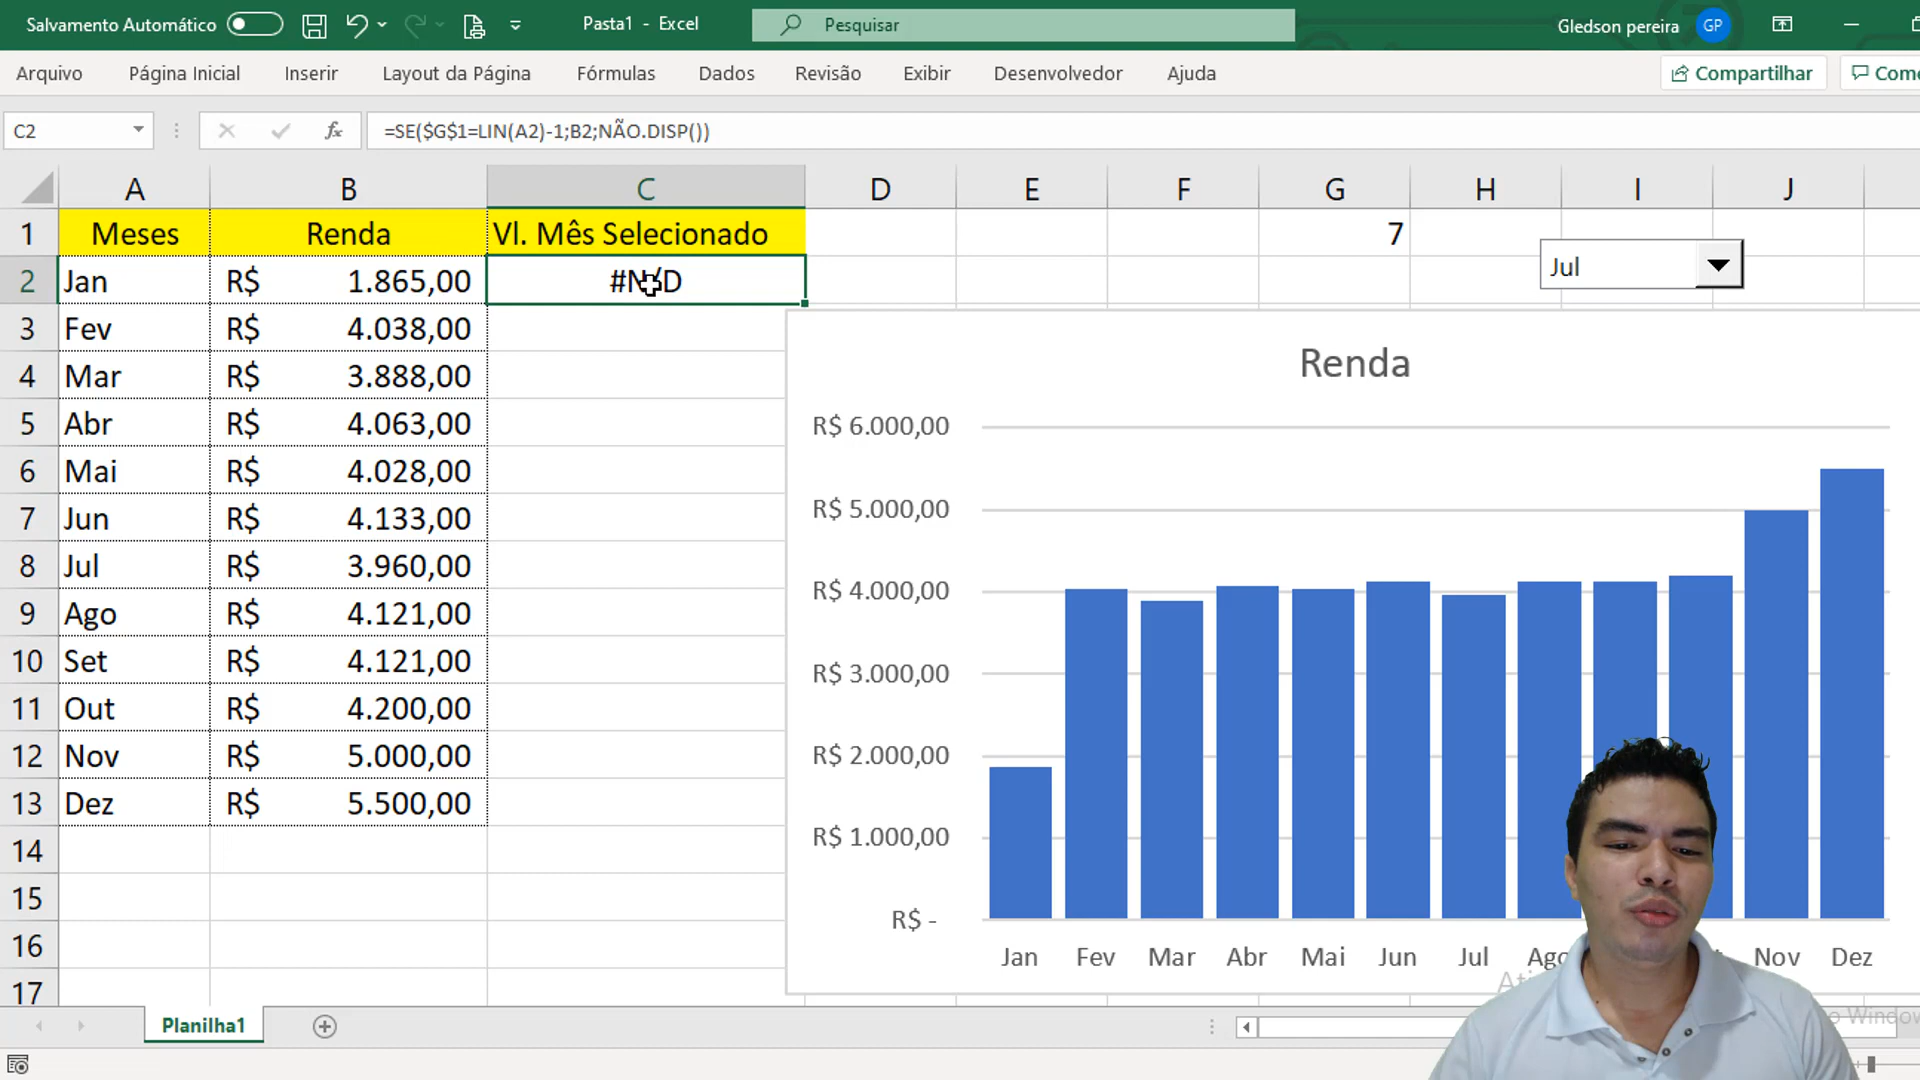 Salvamento Automático
Pasta1 - Excel
Pesquisar
Gledson pereira
GP
Arquivo Página Inicial Inserir Layout da Página Fórmulas Dados Revisão Exibir Desenvolvedor Ajuda
Compartilhar
C2
fx
=SE($G$1=LIN(A2)-1;B2;NÃO.DISP())
A B C D E F G H I J
1 Meses Renda Vl. Mês Selecionado 7
2 Jan R$ 1.865,00 #N/D
Jul
3 Fev R$ 4.038,00
4 Mar R$ 3.888,00
5 Abr R$ 4.063,00
6 Mai R$ 4.028,00
7 Jun R$ 4.133,00
8 Jul R$ 3.960,00
9 Ago R$ 4.121,00
10 Set R$ 4.121,00
11 Out R$ 4.200,00
12 Nov R$ 5.000,00
13 Dez R$ 5.500,00
14
15
16
17
Renda
R$ 6.000,00
R$ 5.000,00
R$ 4.000,00
R$ 3.000,00
R$ 2.000,00
R$ 1.000,00
R$ -
Jan Fev Mar Abr Mai Jun Jul Ago Nov Dez
Planilha1